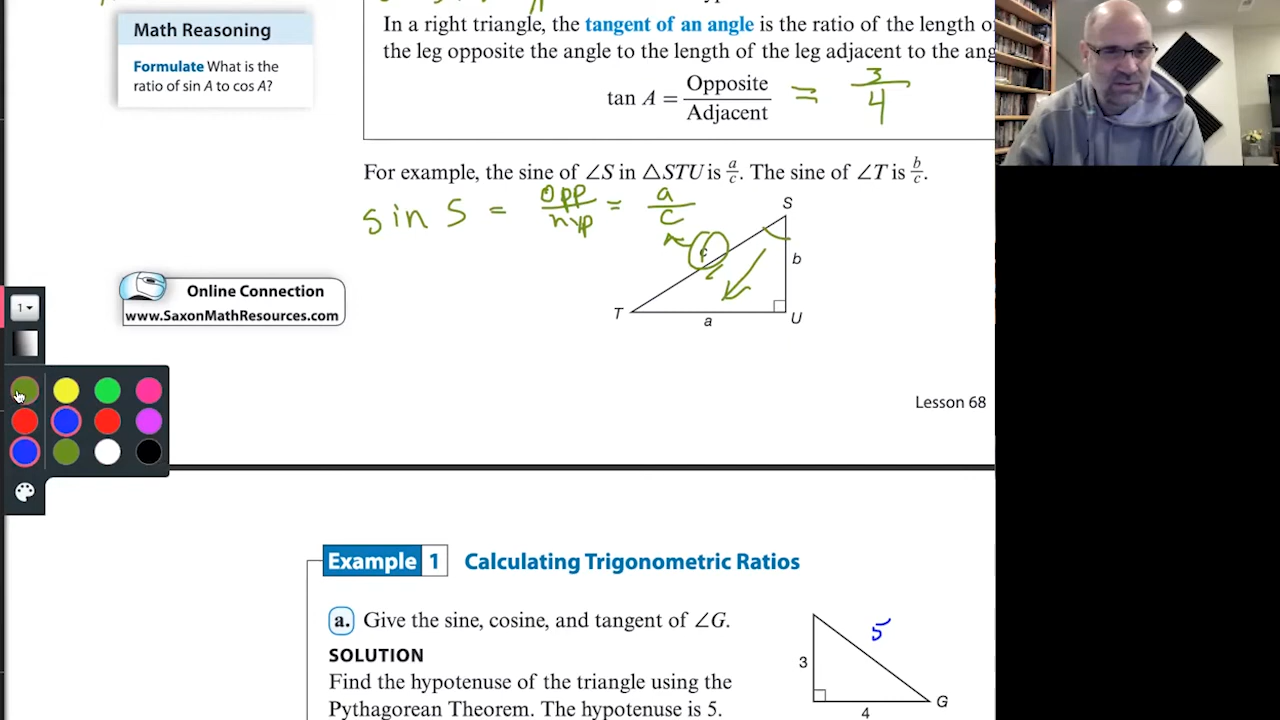 Math Reasoning
Formulate What is the
ratio of sin A to cos A?
In a right triangle, the tangent of an angle is the ratio of the length o
the leg opposite the angle to the length of the leg adjacent to the ang
tan A = Opposite / Adjacent = 3/4
For example, the sine of ∠S in △STU is a/c. The sine of ∠T is b/c.
sin S = opp/hyp = a/c
S
c
b
T
a
U
Online Connection
www.SaxonMathResources.com
1
Lesson 68
Example 1 Calculating Trigonometric Ratios
a. Give the sine, cosine, and tangent of ∠G.
SOLUTION
Find the hypotenuse of the triangle using the
Pythagorean Theorem. The hypotenuse is 5.
5
3
G
4